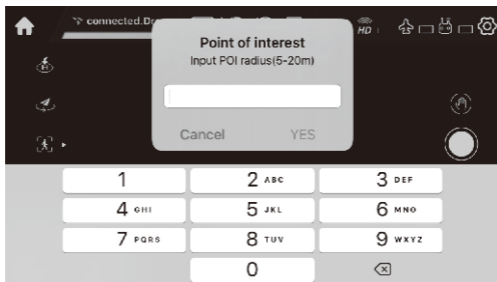 connected.Dr
HD
Point of interest
Input POI radius(5-20m)
Cancel YES
H
1
2 ABC
3 DEF
4 GHI
5 JKL
6 MNO
7 PQRS
8 TUV
9 WXYZ
0